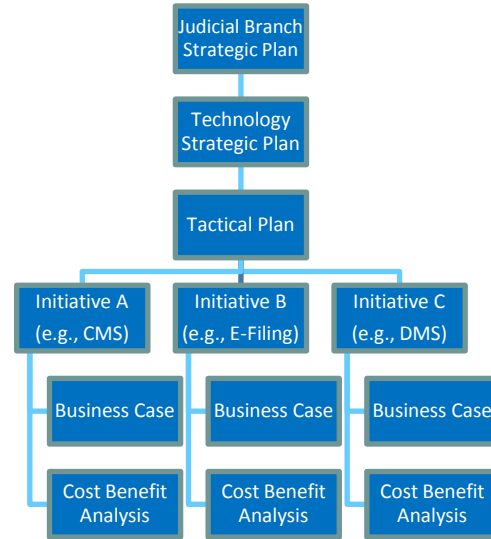 Judicial Branch
Strategic Plan
Technology
Strategic Plan
Tactical Plan
Initiative A
(e.g., CMS)
Initiative B
(e.g., E-Filing)
Initiative C
(e.g., DMS)
Business Case
Business Case
Business Case
Cost Benefit
Analysis
Cost Benefit
Analysis
Cost Benefit
Analysis